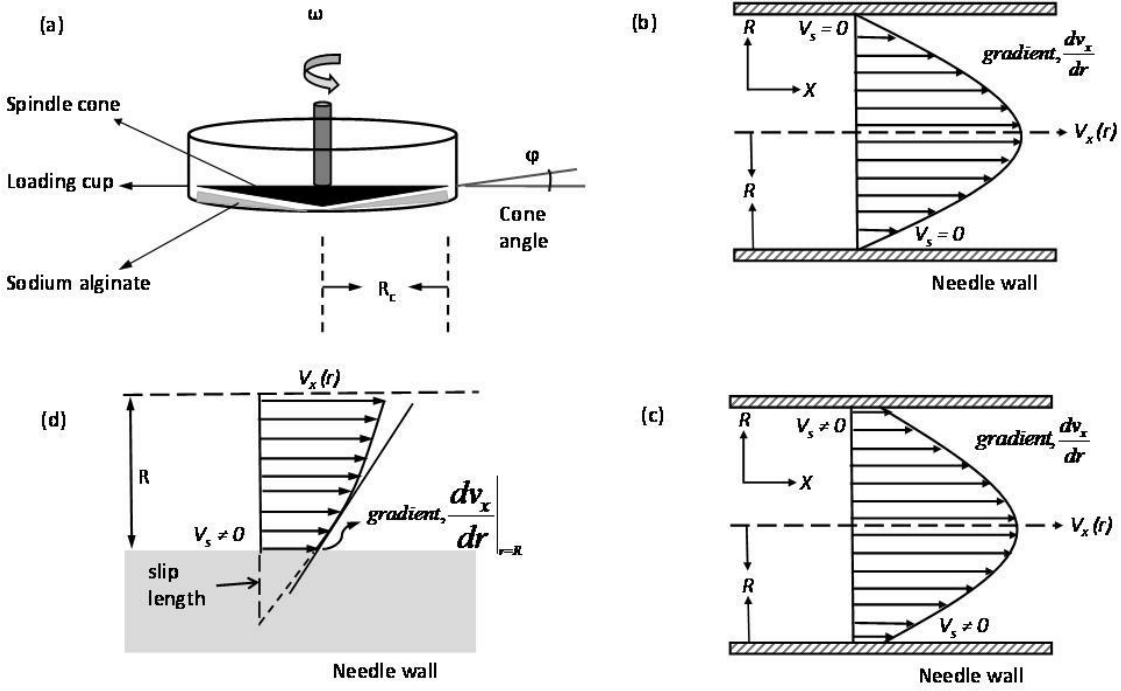 (a)
ω
Spindle cone
Loading cup
Sodium alginate
φ
Cone
angle
R_c
(b)
R
X
V_s = 0
gradient, dv_x/dr
V_x(r)
R
V_s = 0
Needle wall
(d)
V_x(r)
R
V_s ≠ 0
gradient, dv_x/dr |_{r=R}
slip
length
Needle wall
(c)
R
X
V_s ≠ 0
gradient, dv_x/dr
V_x(r)
R
V_s ≠ 0
Needle wall